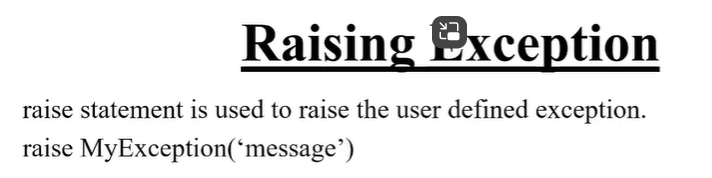 Raising Exception
raise statement is used to raise the user defined exception.
raise MyException(‘message’)